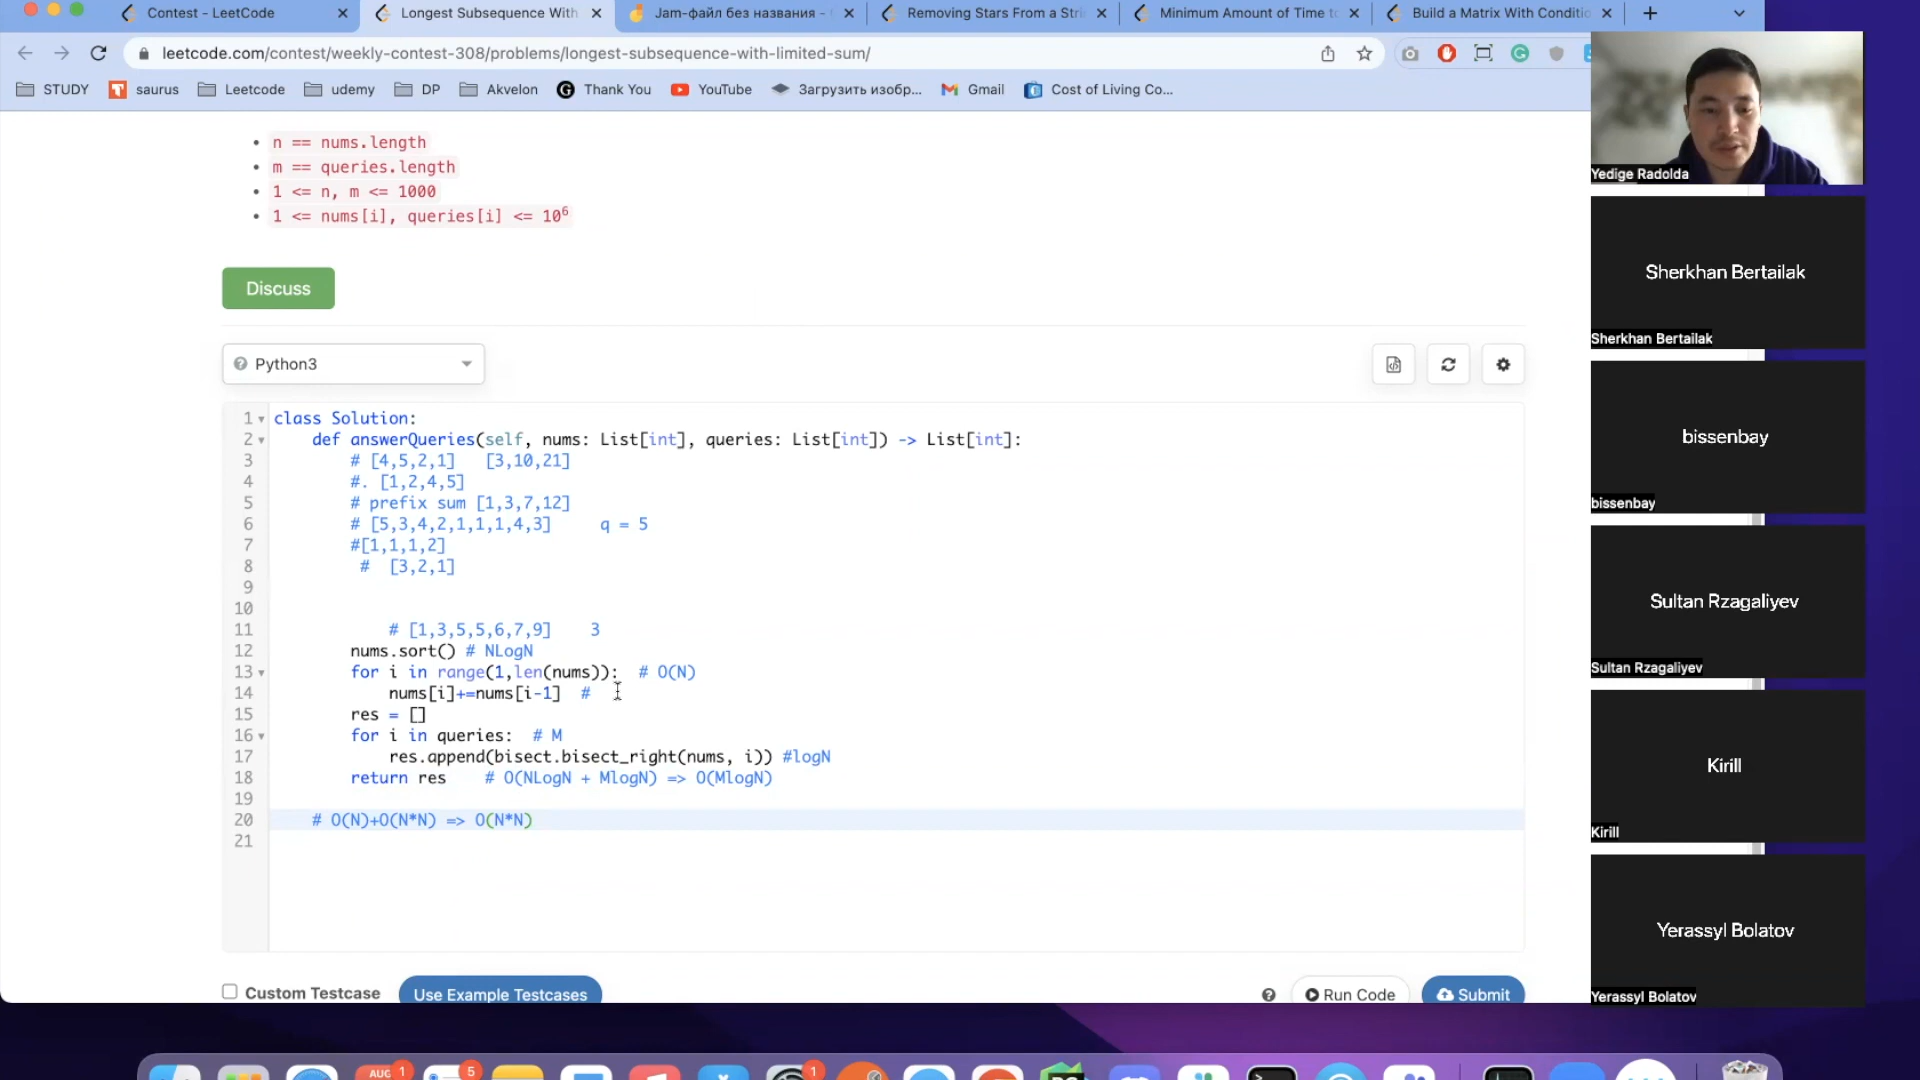 Contest - LeetCode
Longest Subsequence With
Jam-файл без названия -
Removing Stars From a Stri
Minimum Amount of Time to
Build a Matrix With Conditio
leetcode.com/contest/weekly-contest-308/problems/longest-subsequence-with-limited-sum/
STUDY saurus Leetcode udemy DP Akvelon Thank You YouTube Загрузить изобр... Gmail Cost of Living Co...
n == nums.length
m == queries.length
1 <= n, m <= 1000
1 <= nums[i], queries[i] <= 10⁶
Discuss
Python3
1 class Solution:
2 def answerQueries(self, nums: List[int], queries: List[int]) -> List[int]:
3 # [4,5,2,1] [3,10,21]
4 #. [1,2,4,5]
5 # prefix sum [1,3,7,12]
6 # [5,3,4,2,1,1,1,4,3] q = 5
7 #[1,1,1,2]
8 # [3,2,1]
9
10
11 # [1,3,5,5,6,7,9] 3
12 nums.sort() # NLogN
13 for i in range(1,len(nums)): # O(N)
14 nums[i]+=nums[i-1] #
15 res = []
16 for i in queries: # M
17 res.append(bisect.bisect_right(nums, i)) #logN
18 return res # O(NLogN + MlogN) => O(MlogN)
19
20 # O(N)+O(N*N) => O(N*N)
21
Custom Testcase
Use Example Testcases
Run Code
Submit
Yedige Radolda
Sherkhan Bertailak
Sherkhan Bertailak
bissenbay
bissenbay
Sultan Rzagaliyev
Sultan Rzagaliyev
Kirill
Kirill
Yerassyl Bolatov
Yerassyl Bolatov
AUG 1 5 1